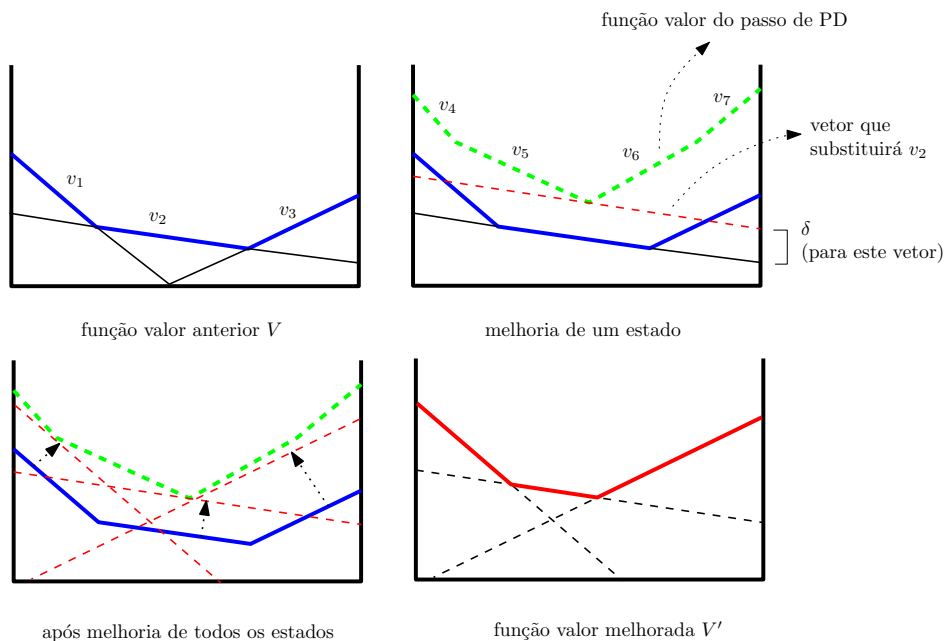 função valor do passo de PD
v₁
v₂
v₃
v₄
v₅
v₆
v₇
vetor que
substituirá v₂
δ
(para este vetor)
função valor anterior V
melhoria de um estado
após melhoria de todos os estados
função valor melhorada V′